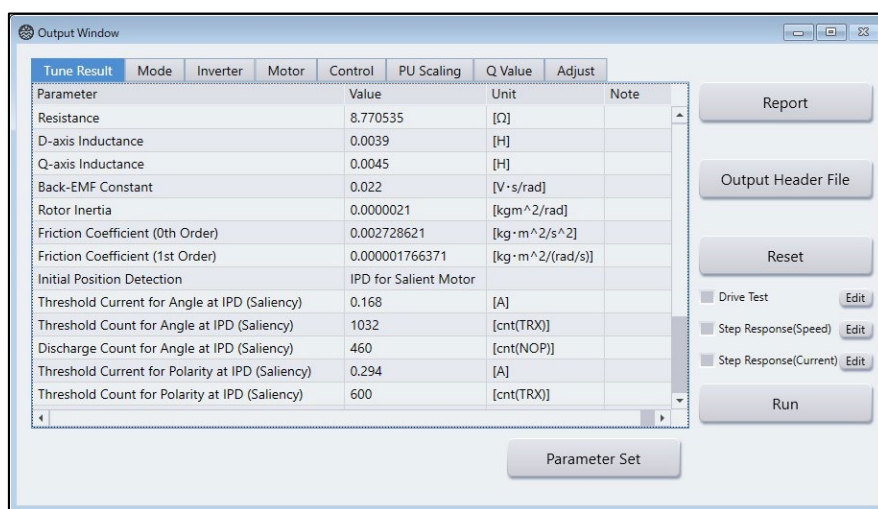 Output Window
Tune Result Mode Inverter Motor Control PU Scaling Q Value Adjust
Parameter Value Unit Note
Resistance 8.770535 [Ω]
D-axis Inductance 0.0039 [H]
Q-axis Inductance 0.0045 [H]
Back-EMF Constant 0.022 [V·s/rad]
Rotor Inertia 0.0000021 [kgm^2/rad]
Friction Coefficient (0th Order) 0.002728621 [kg·m^2/s^2]
Friction Coefficient (1st Order) 0.000001766371 [kg·m^2/(rad/s)]
Initial Position Detection IPD for Salient Motor
Threshold Current for Angle at IPD (Saliency) 0.168 [A]
Threshold Count for Angle at IPD (Saliency) 1032 [cnt(TRX)]
Discharge Count for Angle at IPD (Saliency) 460 [cnt(NOP)]
Threshold Current for Polarity at IPD (Saliency) 0.294 [A]
Threshold Count for Polarity at IPD (Saliency) 600 [cnt(TRX)]
Report
Output Header File
Reset
Drive Test Edit
Step Response(Speed) Edit
Step Response(Current) Edit
Run
Parameter Set